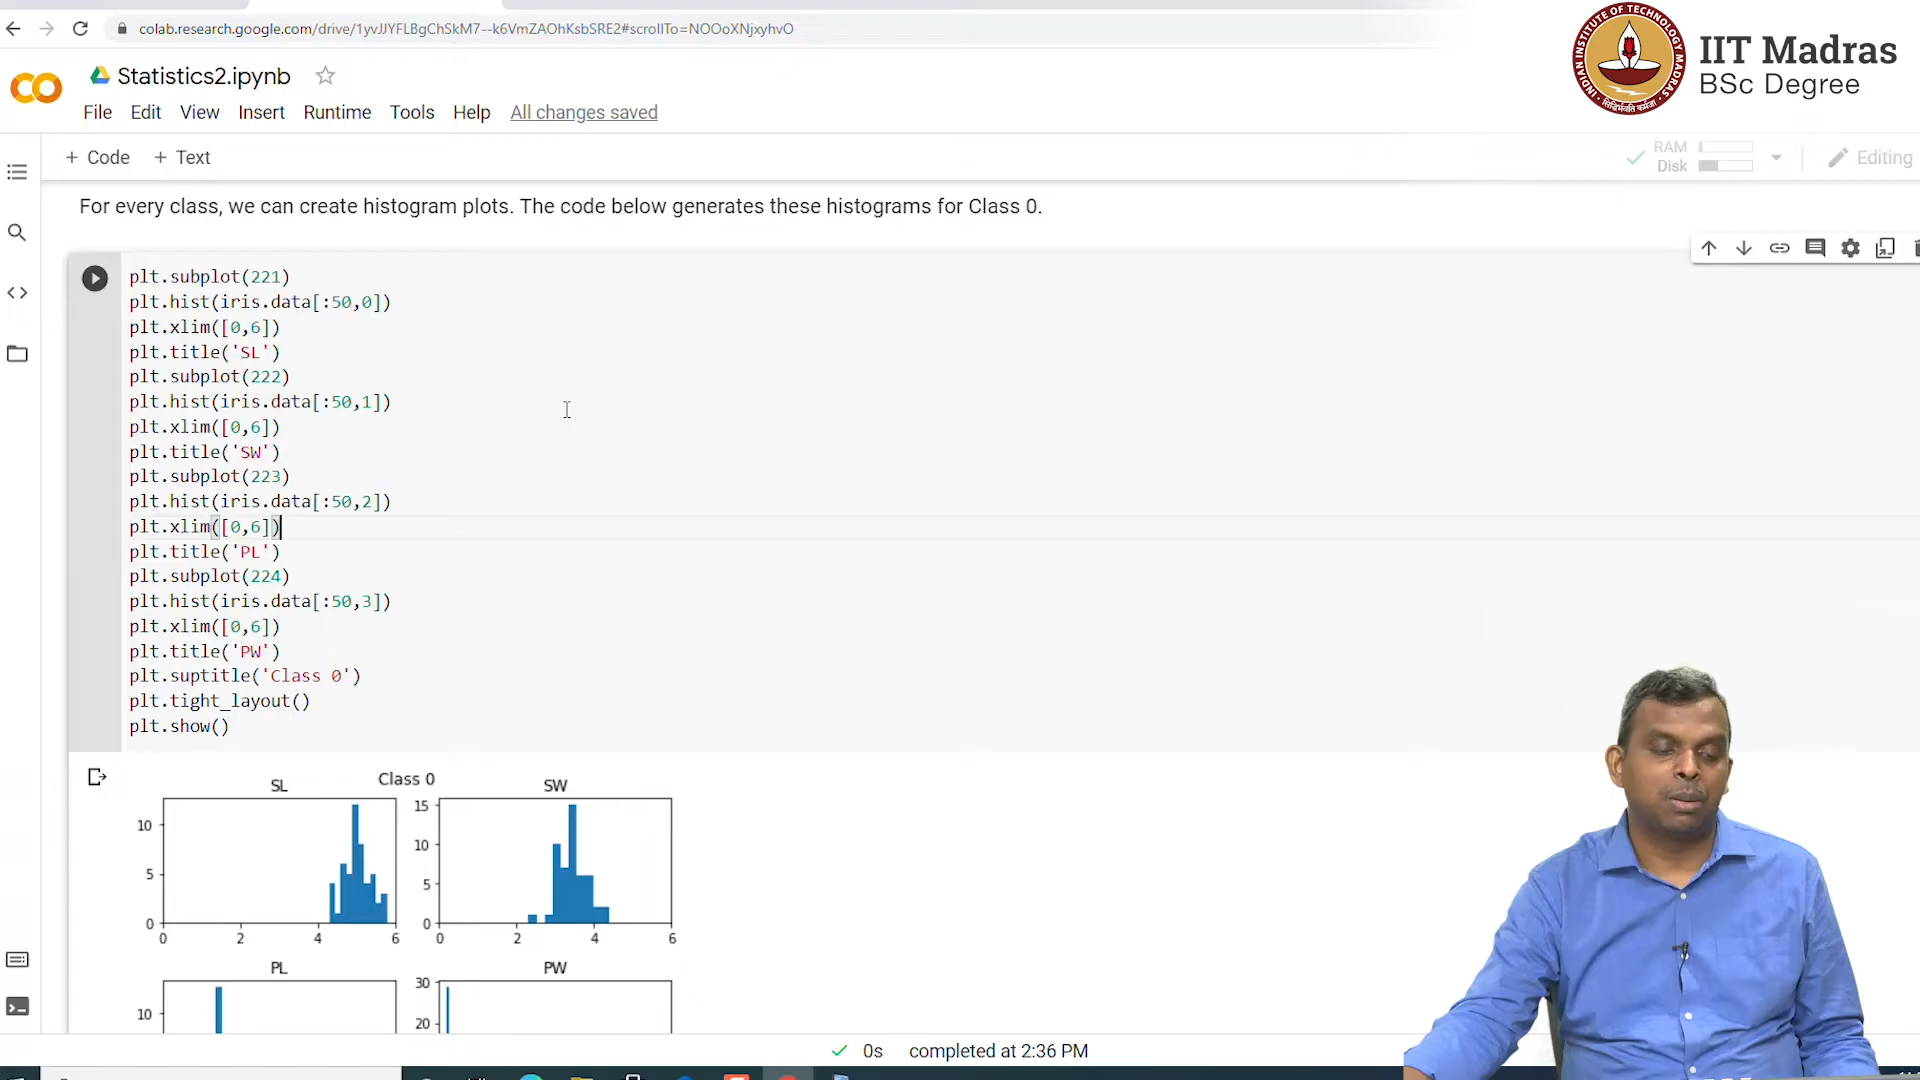 colab.research.google.com/drive/1yvJJYFLBgChSkM7--k6VmZAOhKsbSRE2#scrollTo=NOOoXNjxyhvO
IIT Madras
BSc Degree
Statistics2.ipynb
File Edit View Insert Runtime Tools Help All changes saved
+ Code + Text
RAM
Disk
Editing
For every class, we can create histogram plots. The code below generates these histograms for Class 0.
plt.subplot(221)
plt.hist(iris.data[:50,0])
plt.xlim([0,6])
plt.title('SL')
plt.subplot(222)
plt.hist(iris.data[:50,1])
plt.xlim([0,6])
plt.title('SW')
plt.subplot(223)
plt.hist(iris.data[:50,2])
plt.xlim([0,6])
plt.title('PL')
plt.subplot(224)
plt.hist(iris.data[:50,3])
plt.xlim([0,6])
plt.title('PW')
plt.suptitle('Class 0')
plt.tight_layout()
plt.show()
Class 0
SL
10
5
0
0 2 4 6
SW
15
10
5
0
0 2 4 6
PL
10
PW
30
20
0s completed at 2:36 PM
INDIAN INSTITUTE OF TECHNOLOGY MADRAS